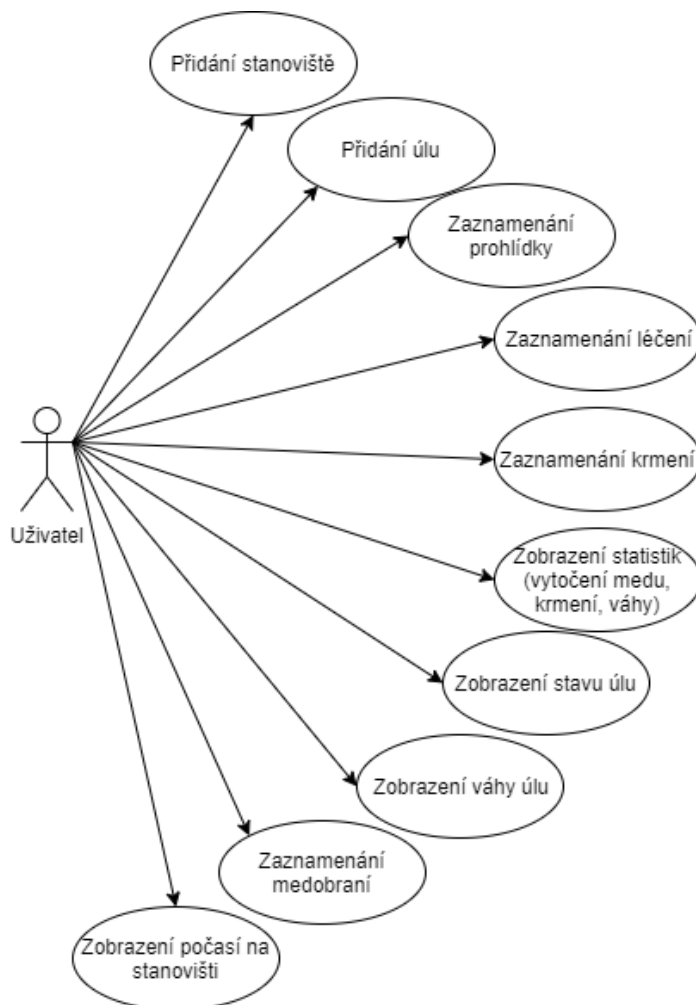 Přidání stanoviště
Přidání úlu
Zaznamenání
prohlídky
Zaznamenání léčení
Zaznamenání krmení
Uživatel
Zobrazení statistik
(vytočení medu,
krmení, váhy)
Zobrazení stavu úlu
Zobrazení váhy úlu
Zaznamenání
medobraní
Zobrazení počasí na
stanovišti